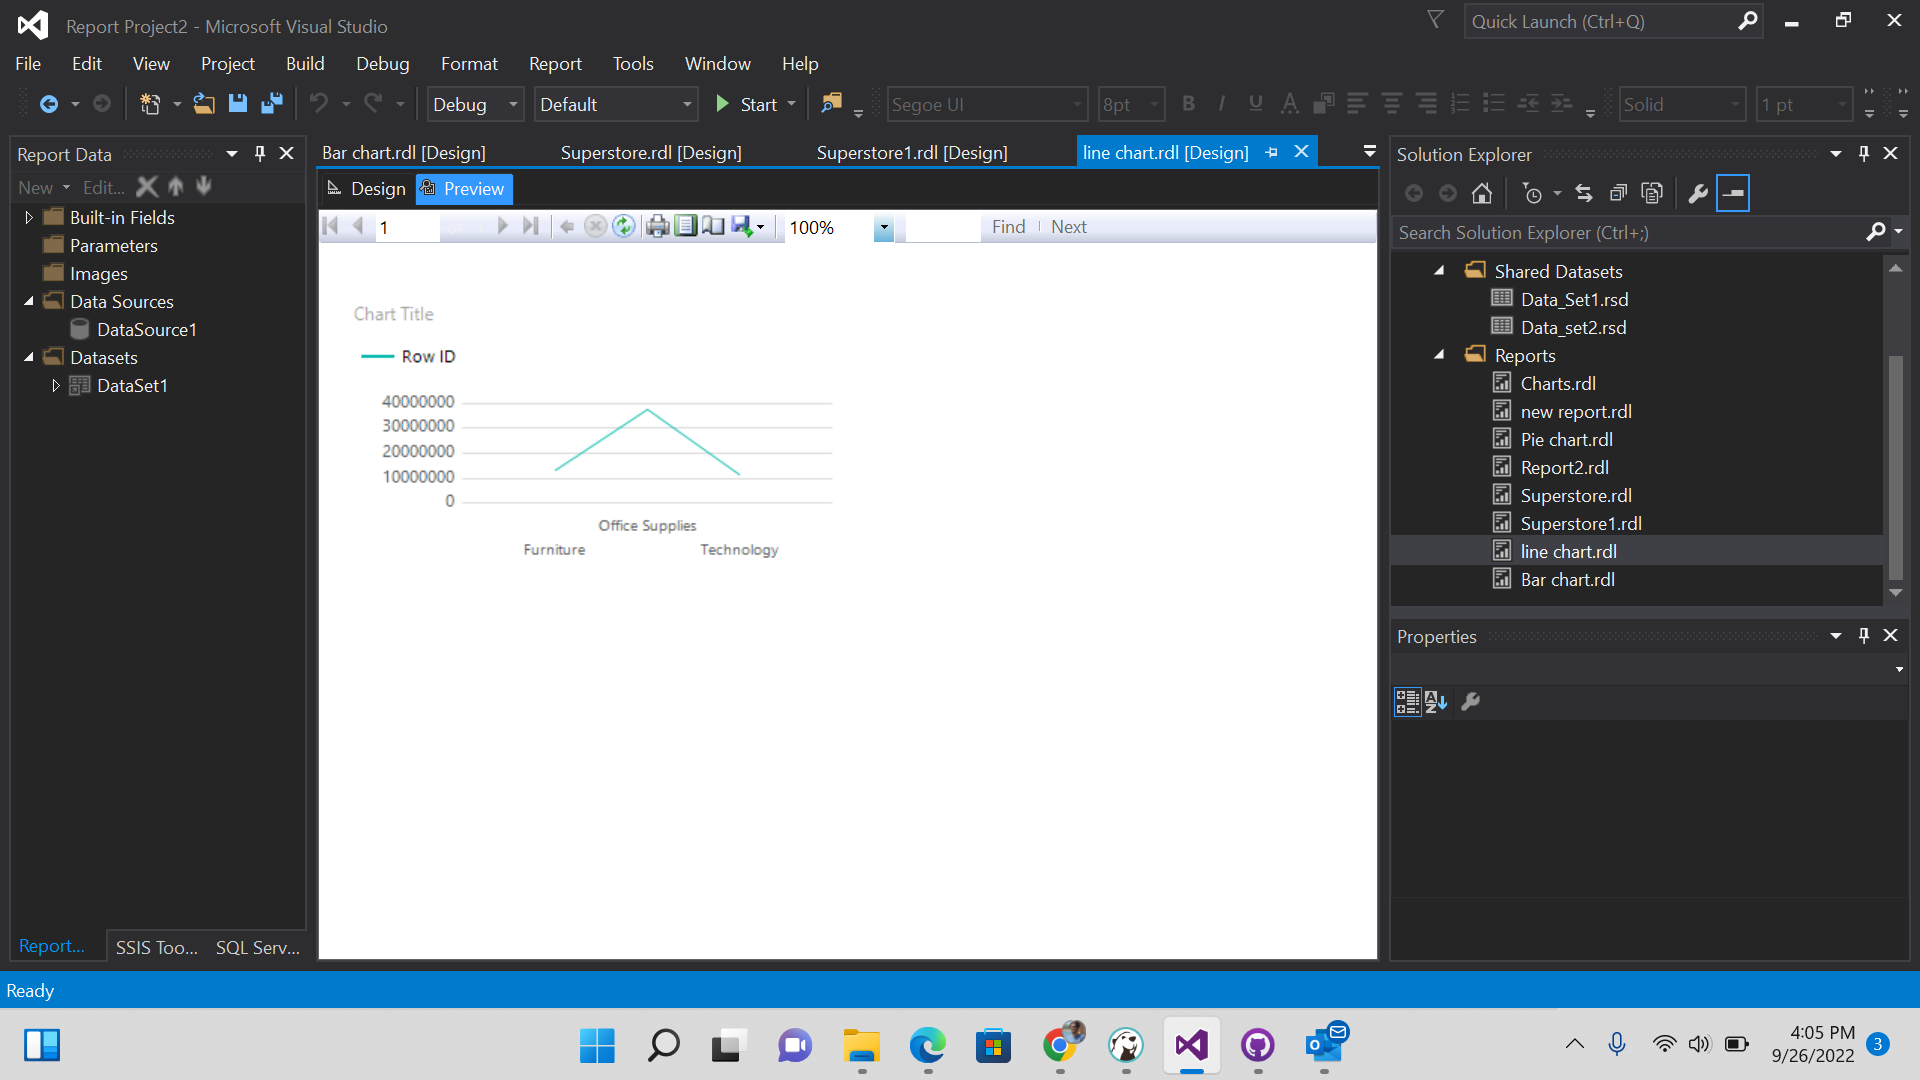 Report Project2 - Microsoft Visual Studio
Quick Launch (Ctrl+Q)
File Edit View Project Build Debug Format Report Tools Window Help
Debug Default Start Segoe UI 8pt B I U A Solid 1 pt
Report Data
New Edit...
Built-in Fields
Parameters
Images
Data Sources
DataSource1
Datasets
DataSet1
Report... SSIS Too... SQL Serv...
Bar chart.rdl [Design] Superstore.rdl [Design] Superstore1.rdl [Design] line chart.rdl [Design]
Design Preview
1 100% Find Next
Chart Title
Row ID
40000000
30000000
20000000
10000000
0
Office Supplies
Furniture Technology
Solution Explorer
Search Solution Explorer (Ctrl+;)
Shared Datasets
Data_Set1.rsd
Data_set2.rsd
Reports
Charts.rdl
new report.rdl
Pie chart.rdl
Report2.rdl
Superstore.rdl
Superstore1.rdl
line chart.rdl
Bar chart.rdl
Properties
Ready
4:05 PM
9/26/2022
3